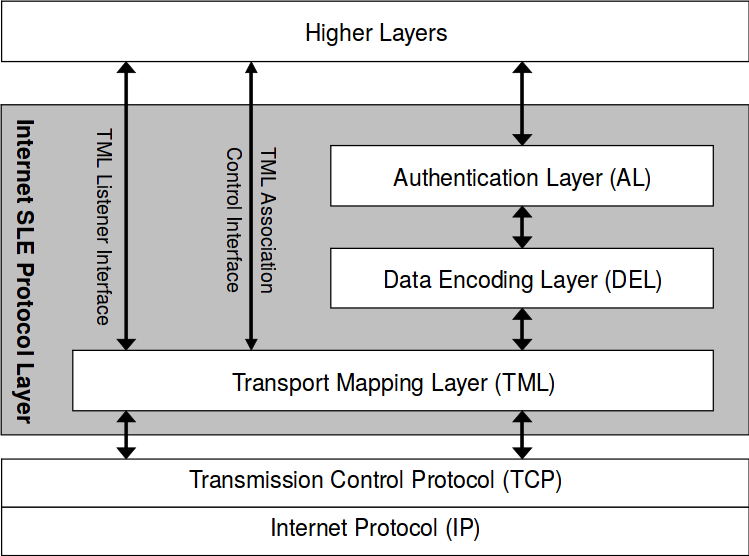 Higher Layers
Internet SLE Protocol Layer
TML Listener Interface
TML Association
Control Interface
Authentication Layer (AL)
Data Encoding Layer (DEL)
Transport Mapping Layer (TML)
Transmission Control Protocol (TCP)
Internet Protocol (IP)